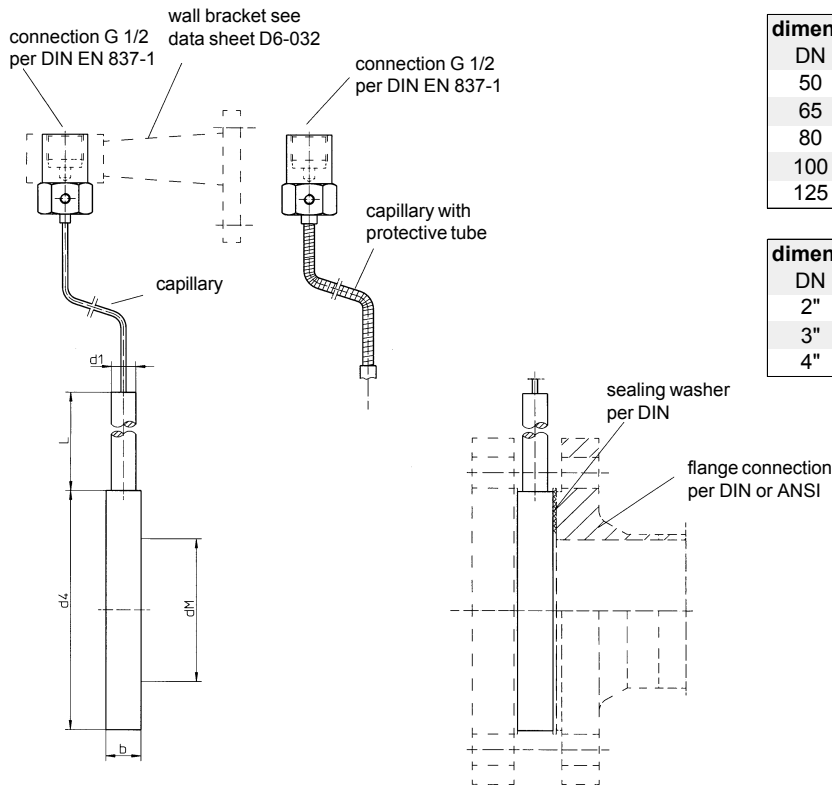 connection G 1/2
per DIN EN 837-1
wall bracket see
data sheet D6-032
connection G 1/2
per DIN EN 837-1
capillary with
protective tube
capillary
d1
L
d4
dM
b
sealing washer
per DIN
flange connection
per DIN or ANSI
dimen
DN
50
65
80
100
125
dimen
DN
2"
3"
4"